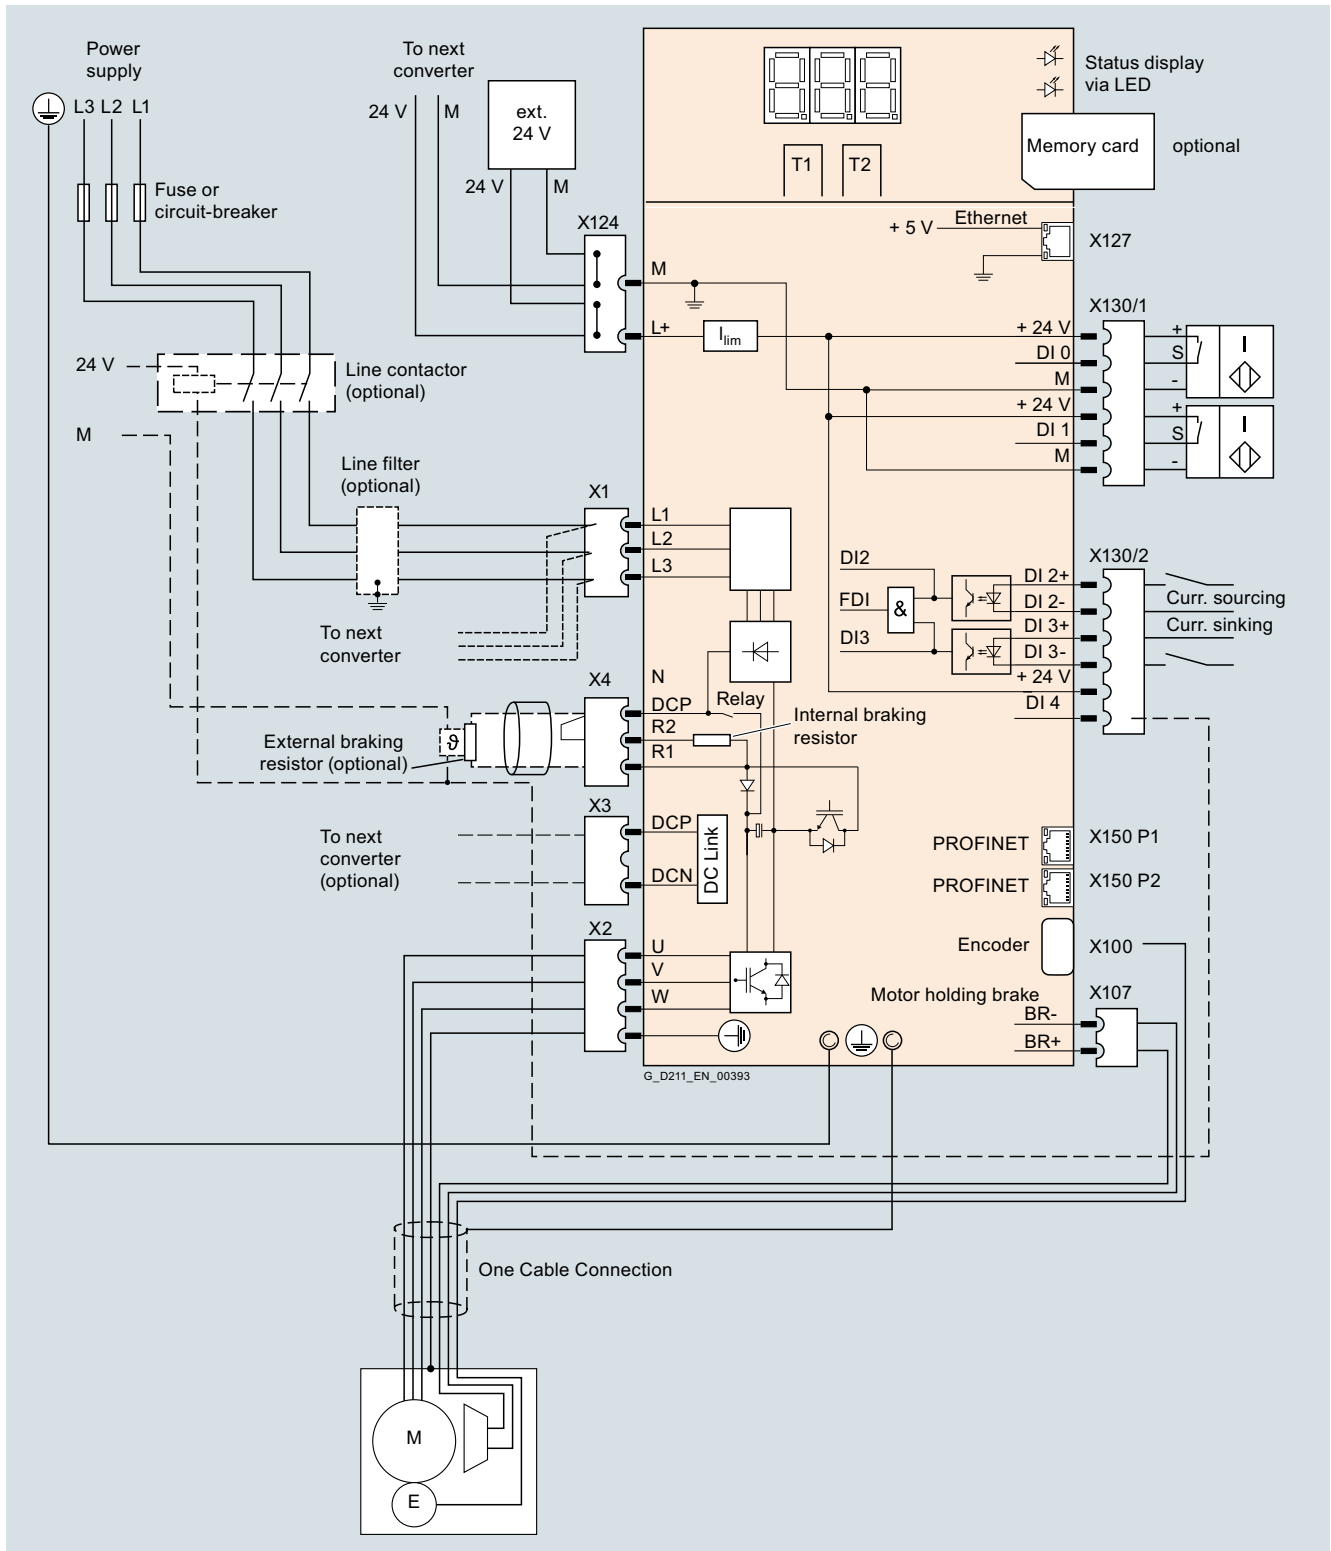 Power
supply
L3 L2 L1
Fuse or
circuit-breaker
To next
converter
24 V
M
ext.
24 V
24 V
M
X124
T1
T2
Status display
via LED
Memory card
optional
Ethernet
+ 5 V
X127
M
L+
Ilim
X130/1
+ 24 V
DI 0
M
+ 24 V
DI 1
M
+
S
-
I
+
S
-
I
24 V
Line contactor
(optional)
M
Line filter
(optional)
X1
L1
L2
L3
To next
converter
X130/2
DI2
FDI
&
DI3
DI 2+
DI 2-
DI 3+
DI 3-
+ 24 V
DI 4
Curr. sourcing
Curr. sinking
X4
N
DCP
R2
R1
Relay
Internal braking
resistor
ϑ
External braking
resistor (optional)
X3
DCP
DCN
DC Link
To next
converter
(optional)
PROFINET
X150 P1
PROFINET
X150 P2
Encoder
X100
X2
U
V
W
Motor holding brake
X107
BR-
BR+
G_D211_EN_00393
One Cable Connection
M
E